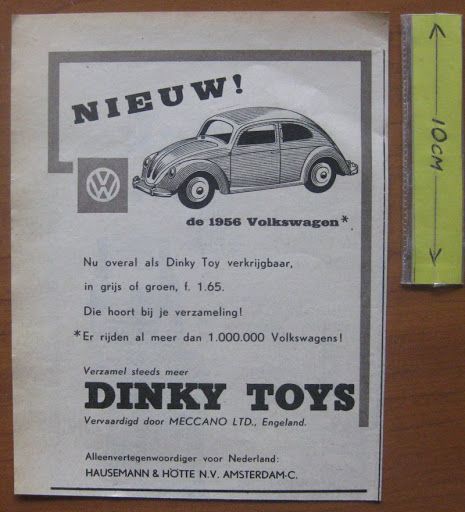 NIEUW!
VW
de 1956 Volkswagen*
Nu overal als Dinky Toy verkrijgbaar,
in grijs of groen, f. 1.65.
Die hoort bij je verzameling!
*Er rijden al meer dan 1.000.000 Volkswagens!
Verzamel steeds meer
DINKY TOYS
Vervaardigd door MECCANO LTD., Engeland.
Alleenvertegenwoordiger voor Nederland:
HAUSEMANN & HÖTTE N.V. AMSTERDAM-C.
10CM